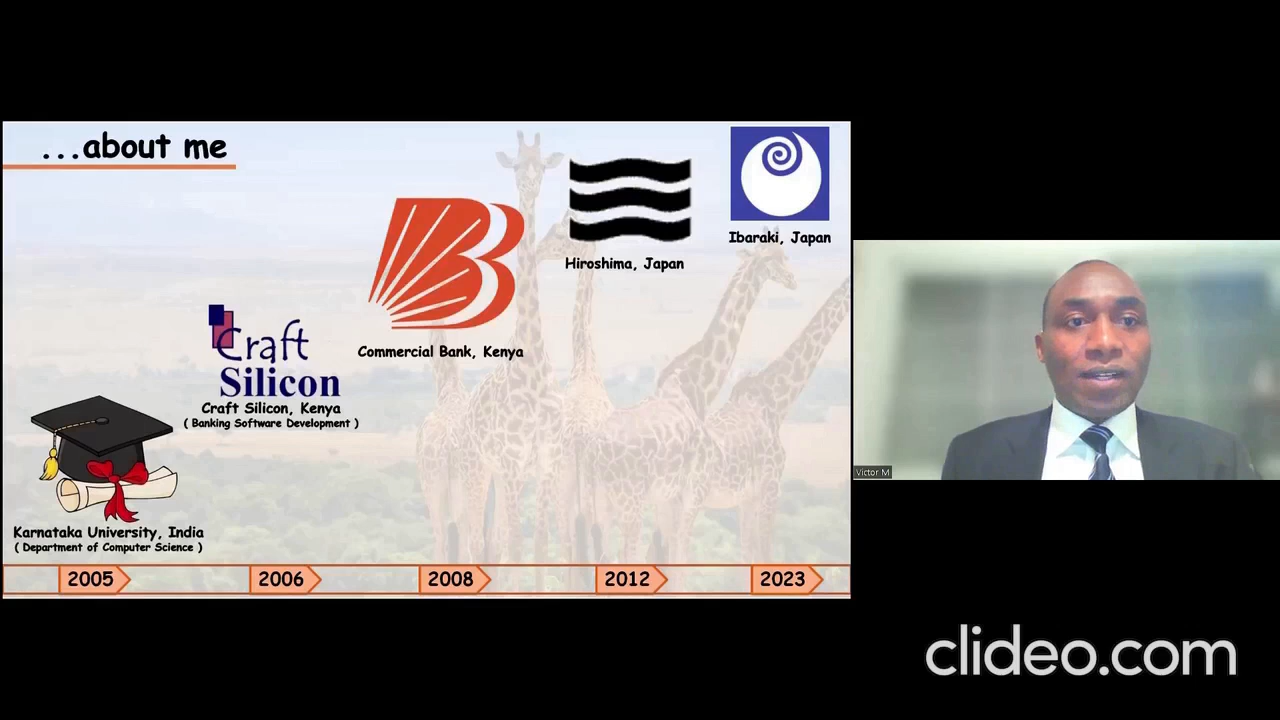 ...about me
Ibaraki, Japan
Hiroshima, Japan
Commercial Bank, Kenya
Craft
Silicon
Craft Silicon, Kenya
( Banking Software Development )
Karnataka University, India
( Department of Computer Science )
2005
2006
2008
2012
2023
Victor M
clideo.com